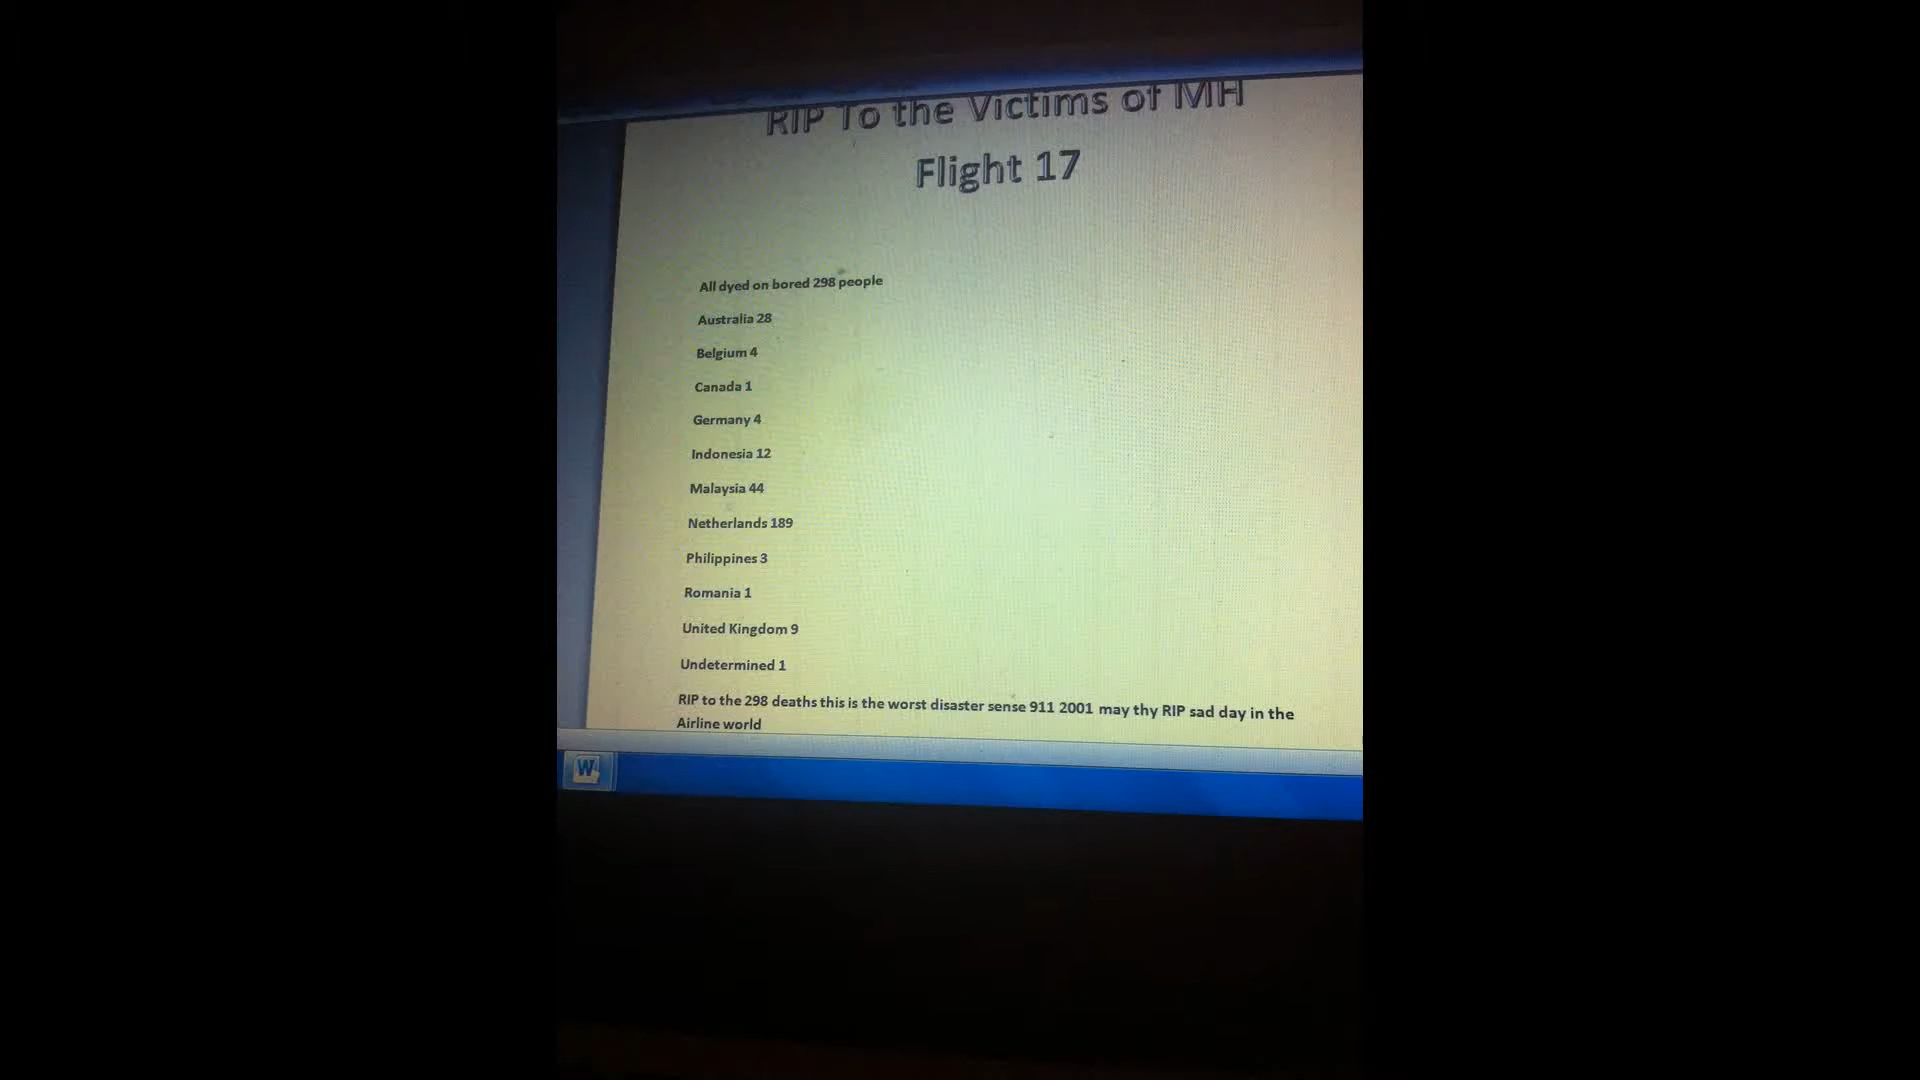 RIP To the Victims of MH
Flight 17
All dyed on bored 298 people
Australia 28
Belgium 4
Canada 1
Germany 4
Indonesia 12
Malaysia 44
Netherlands 189
Philippines 3
Romania 1
United Kingdom 9
Undetermined 1
RIP to the 298 deaths this is the worst disaster sense 911 2001 may thy RIP sad day in the
Airline world
W